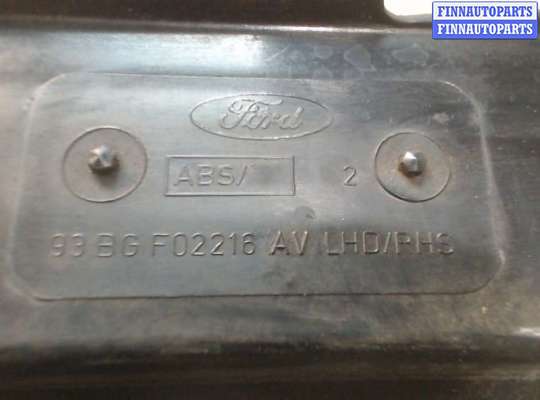 FINNAUTOPARTS
FINNAUTOPARTS
Ford
ABS/ 2
93 BG F02216 AV LHD/RHS